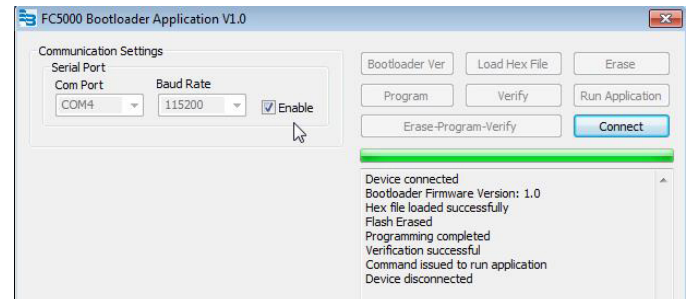 FC5000 Bootloader Application V1.0
Communication Settings
Serial Port
Com Port Baud Rate
COM4 115200 Enable
Bootloader Ver Load Hex File Erase
Program Verify Run Application
Erase-Program-Verify Connect
Device connected
Bootloader Firmware Version: 1.0
Hex file loaded successfully
Flash Erased
Programming completed
Verification successful
Command issued to run application
Device disconnected